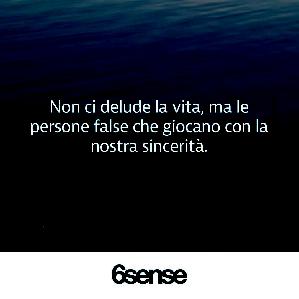 Non ci delude la vita, ma le
persone false che giocano con la
nostra sincerità.
6sense